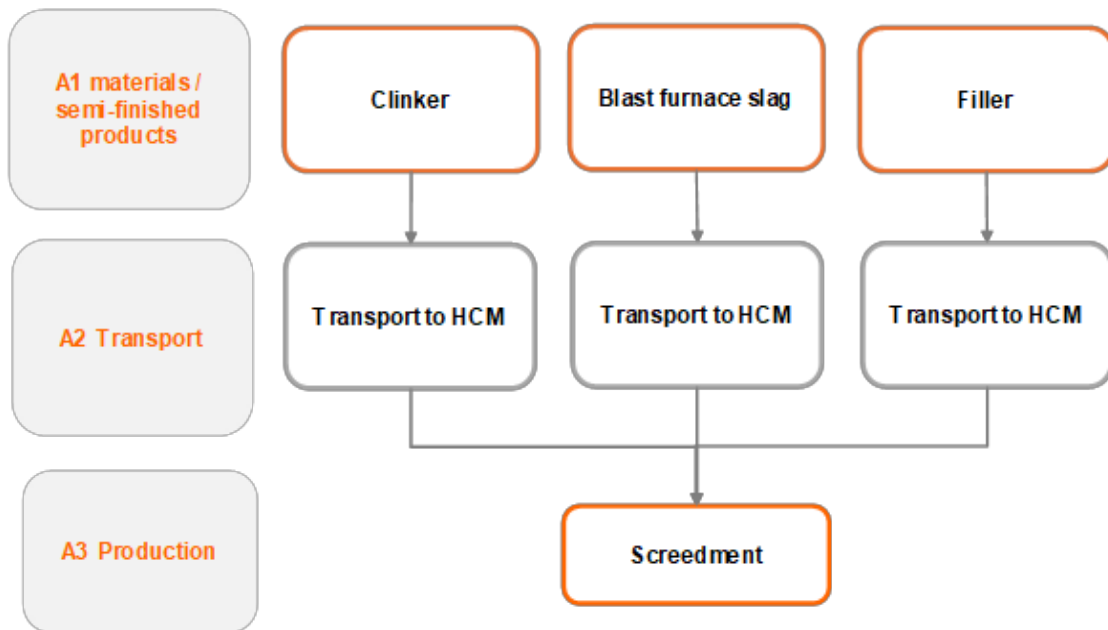 A1 materials /
semi-finished
products
Clinker
Blast furnace slag
Filler
A2 Transport
Transport to HCM
Transport to HCM
Transport to HCM
A3 Production
Screedment